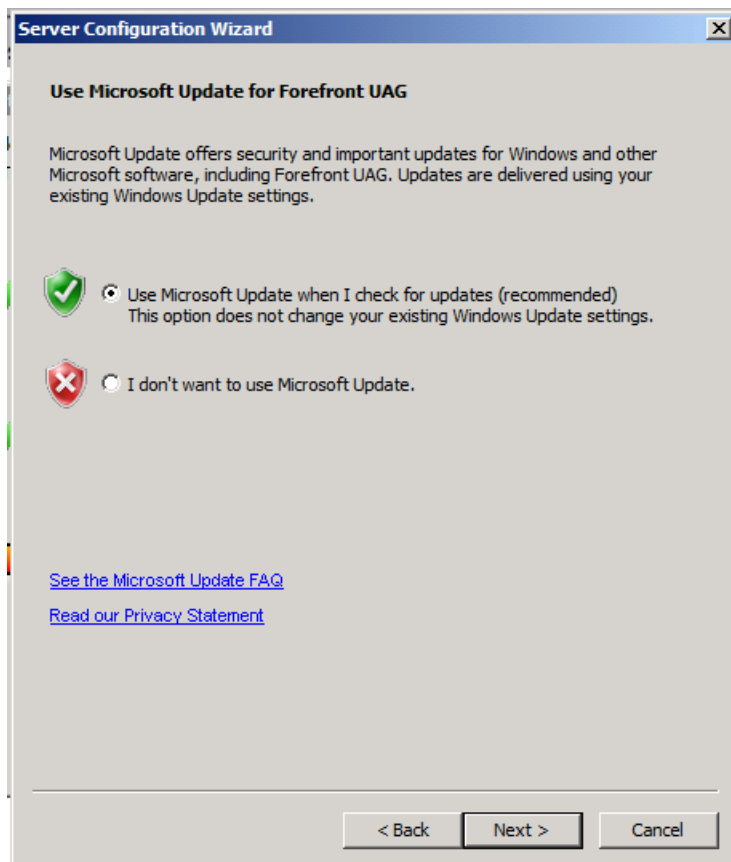 Server Configuration Wizard
Use Microsoft Update for Forefront UAG
Microsoft Update offers security and important updates for Windows and other
Microsoft software, including Forefront UAG. Updates are delivered using your
existing Windows Update settings.
Use Microsoft Update when I check for updates (recommended)
This option does not change your existing Windows Update settings.
I don't want to use Microsoft Update.
See the Microsoft Update FAQ
Read our Privacy Statement
< Back Next > Cancel